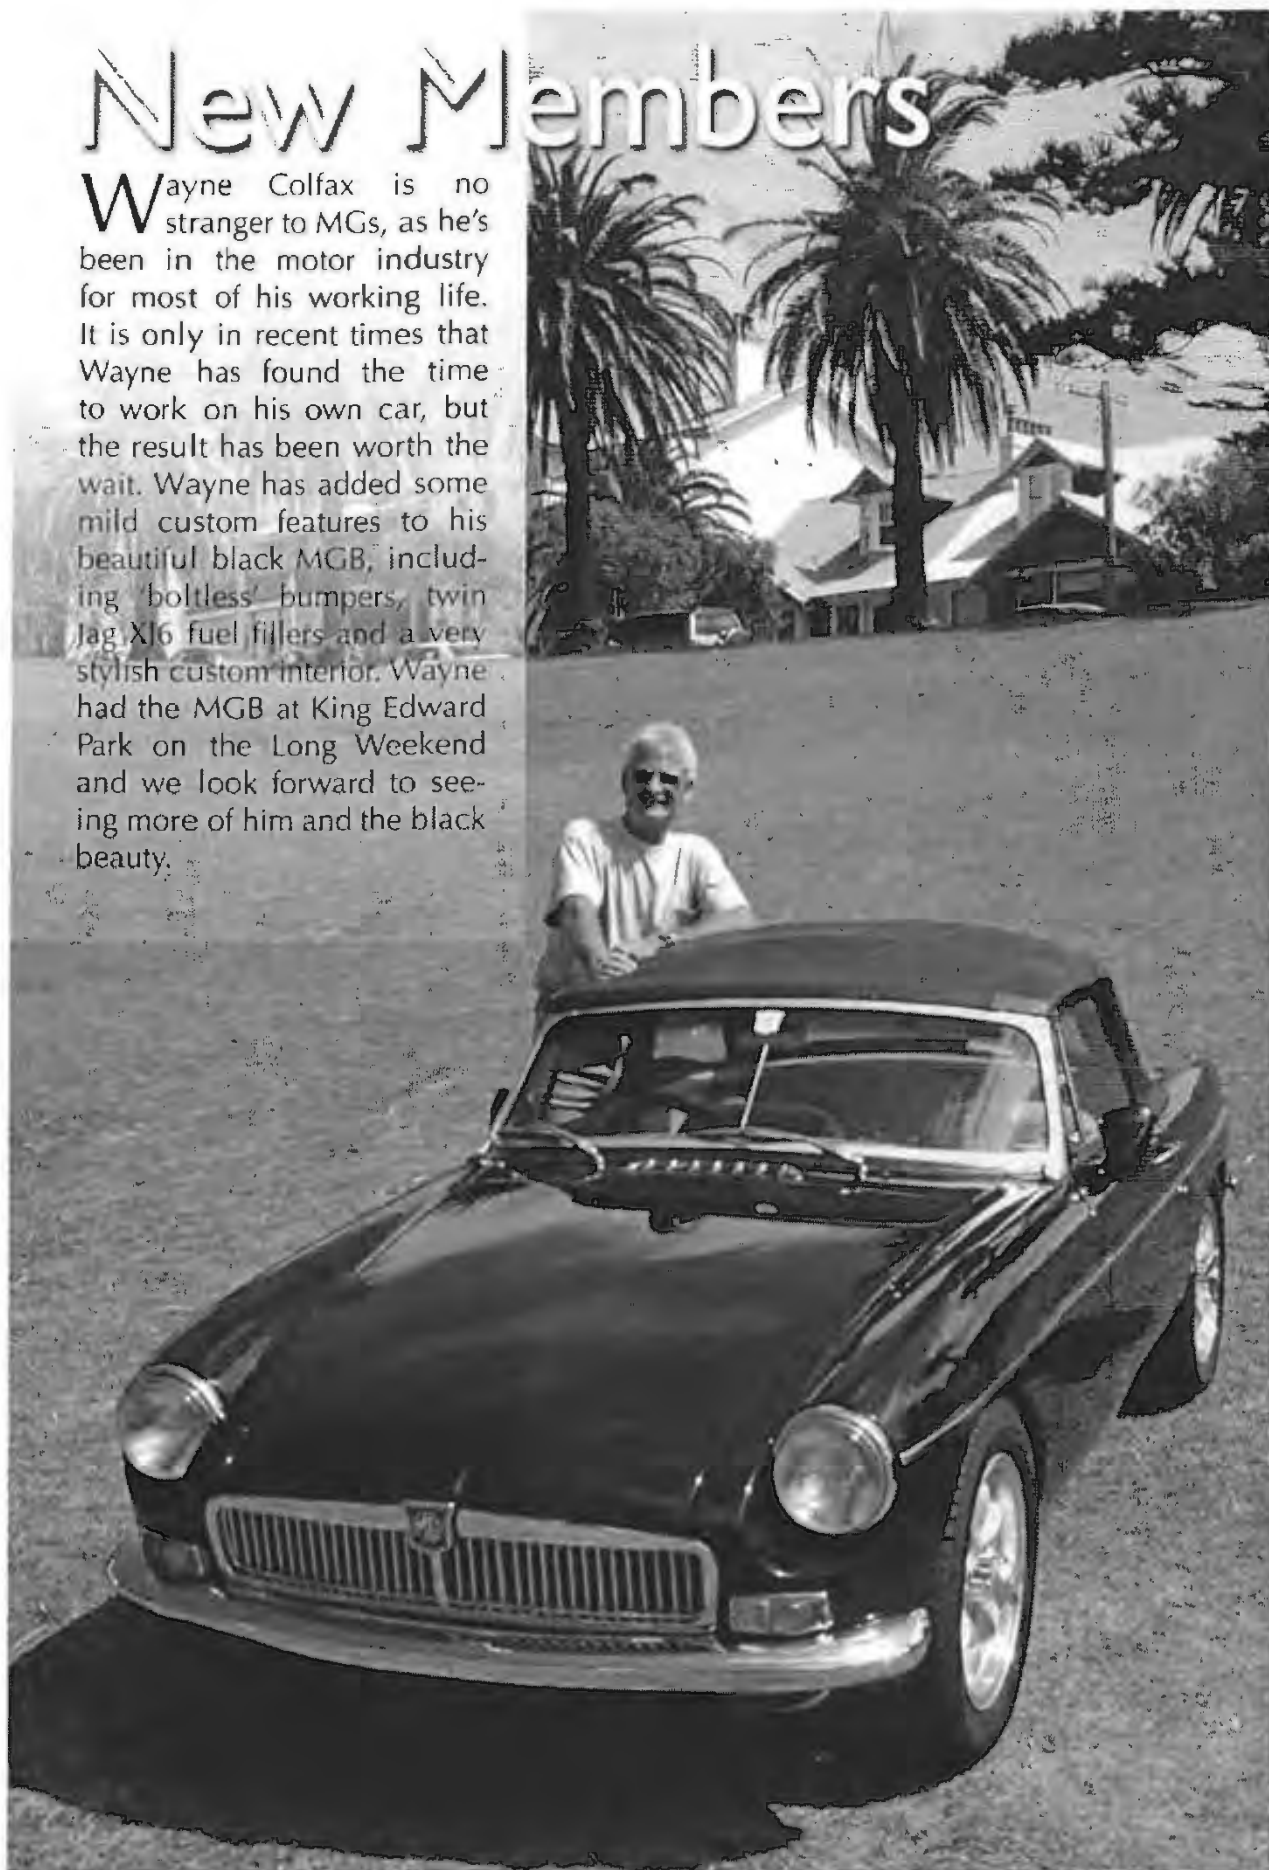 New Members
Wayne Colfax is no
stranger to MGs, as he's
been in the motor industry
for most of his working life.
It is only in recent times that
Wayne has found the time
to work on his own car, but
the result has been worth the
wait. Wayne has added some
mild custom features to his
beautiful black MGB, includ-
ing 'boltless' bumpers, twin
Jag XJ6 fuel fillers and a very
stylish custom interior. Wayne
had the MGB at King Edward
Park on the Long Weekend
and we look forward to see-
ing more of him and the black
beauty.